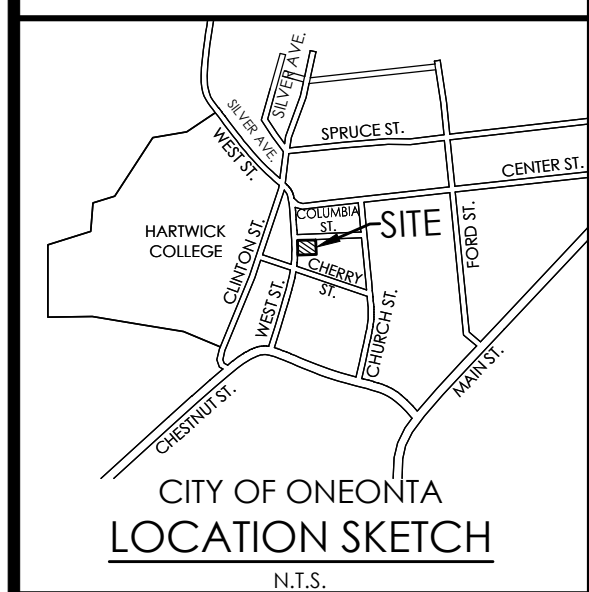 SILVER AVE.
SILVER AVE.
WEST ST.
SPRUCE ST.
CENTER ST.
COLUMBIA
ST.
SITE
HARTWICK
COLLEGE
CLINTON ST.
FORD ST.
CHERRY
ST.
WEST ST.
CHURCH ST.
MAIN ST.
CHESTNUT ST.
CITY OF ONEONTA
LOCATION SKETCH
N.T.S.